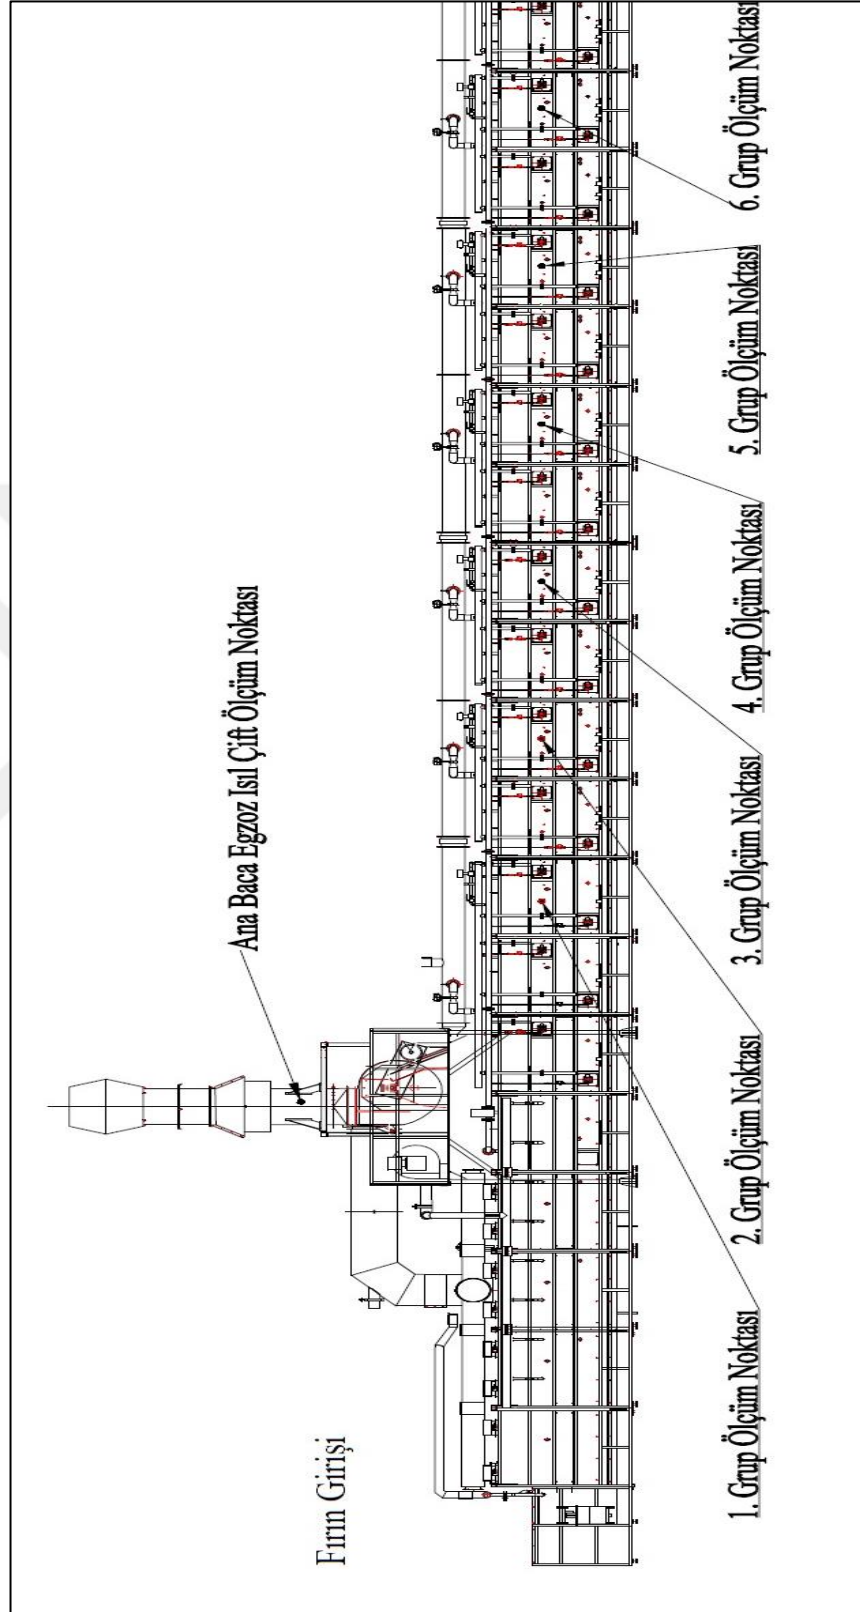 Fırın Girişi
Ana Baca Egzoz Isıl Çift Ölçüm Noktası
1. Grup Ölçüm Noktası
2. Grup Ölçüm Noktası
3. Grup Ölçüm Noktası
4. Grup Ölçüm Noktası
5. Grup Ölçüm Noktası
6. Grup Ölçüm Noktası